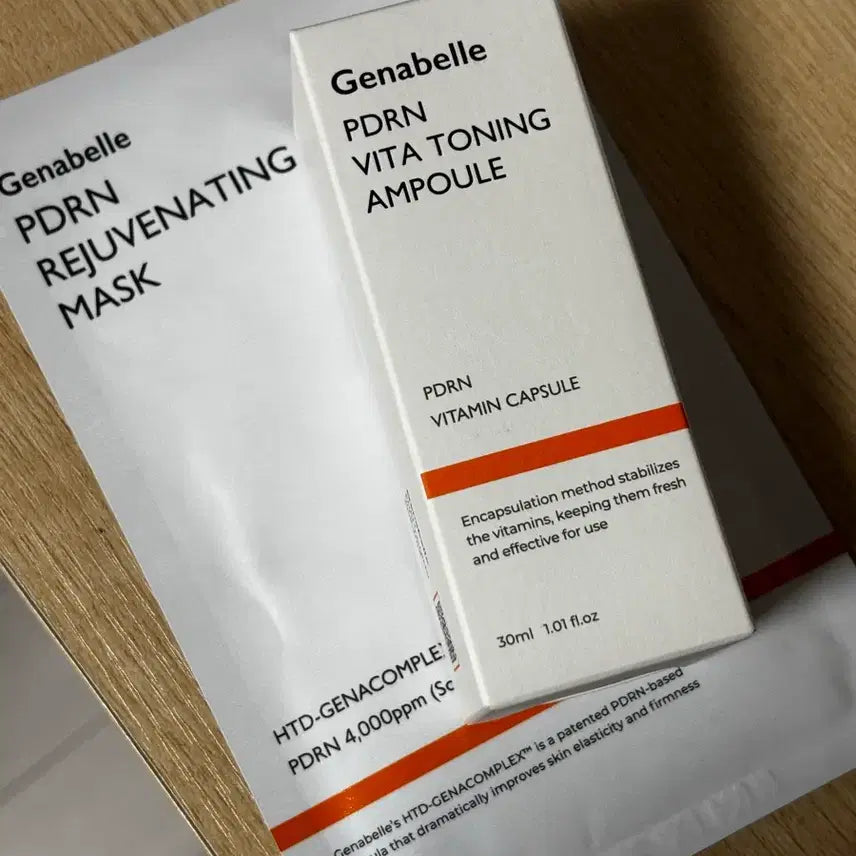 Genabelle
PDRN
REJUVENATING
MASK
HTD-GENACOMPLE
PDRN 4,000ppm (Sc
Genabelle's HTD-GENACOMPLEX™ is a patented PDRN-based
that dramatically improves skin elasticity and firmness
Genabelle
PDRN
VITA TONING
AMPOULE
PDRN
VITAMIN CAPSULE
Encapsulation method stabilizes
the vitamins, keeping them fresh
and effective for use
30ml 1.01 fl.oz